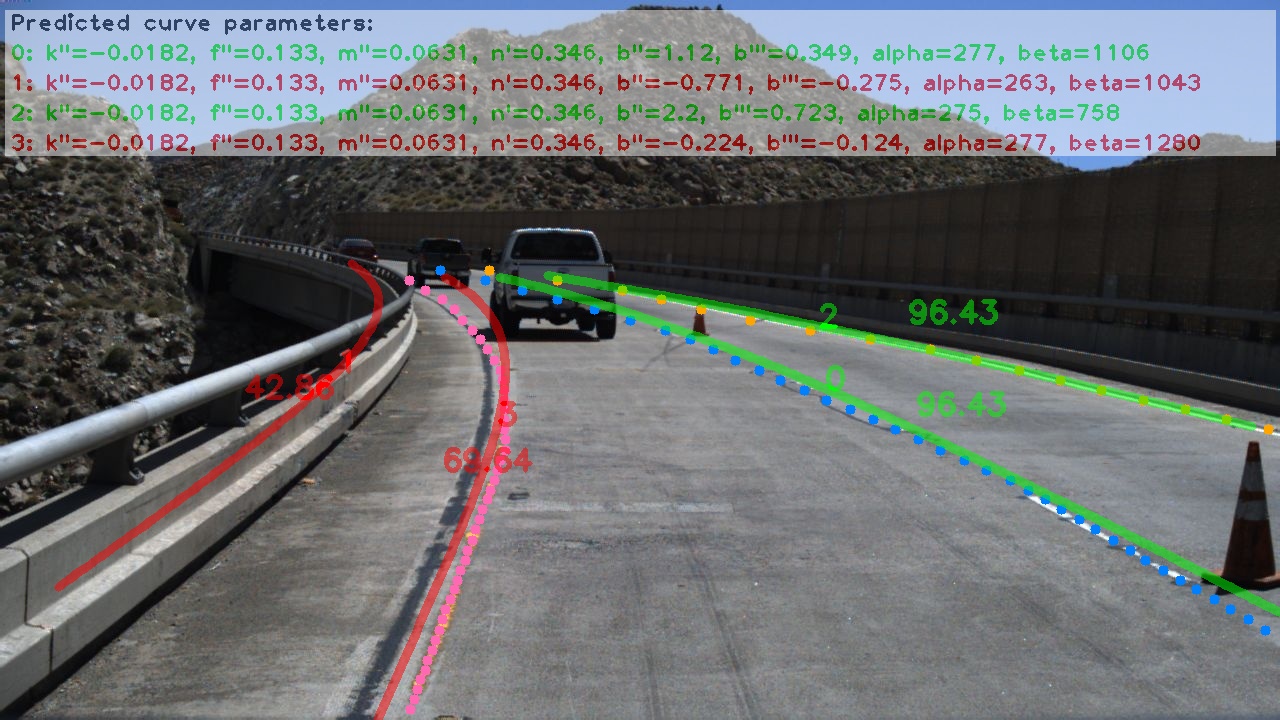 Predicted curve parameters:
0: k''=-0.0182, f''=0.133, m''=0.0631, n'=0.346, b''=1.12, b'''=0.349, alpha=277, beta=1106
1: k''=-0.0182, f''=0.133, m''=0.0631, n'=0.346, b''=-0.771, b'''=-0.275, alpha=263, beta=1043
2: k''=-0.0182, f''=0.133, m''=0.0631, n'=0.346, b''=2.2, b'''=0.723, alpha=275, beta=758
3: k''=-0.0182, f''=0.133, m''=0.0631, n'=0.346, b''=-0.224, b'''=-0.124, alpha=277, beta=1280
2 96.43
1
0
42.86
96.43
3
69.64